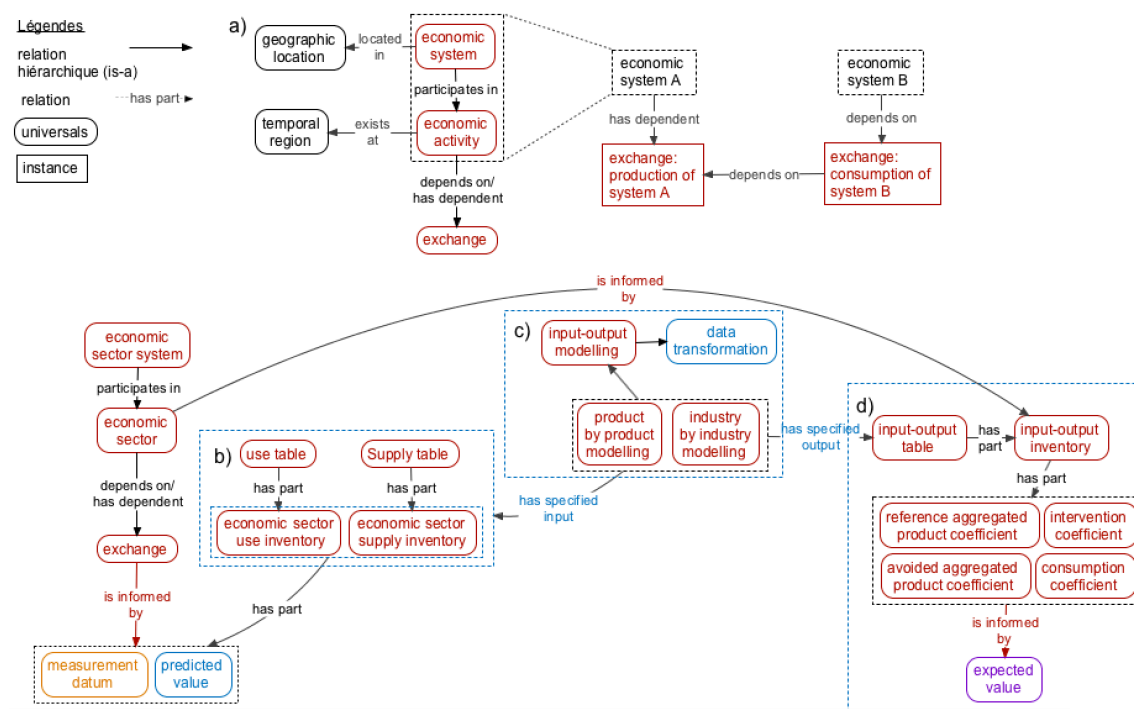 Légendes
relation
hiérarchique (is-a)
relation
has part
universals
instance
a)
geographic
location
located
in
economic
system
participates in
temporal
region
exists
at
economic
activity
depends on/
has dependent
exchange
economic
system A
has dependent
exchange:
production of
system A
economic
system B
depends on
depends on
exchange:
consumption of
system B
is informed
by
economic
sector system
participates in
economic
sector
depends on/
has dependent
exchange
is informed
by
measurement
datum
predicted
value
b)
use table
Supply table
has part
has part
economic sector
use inventory
economic sector
supply inventory
has part
c)
input-output
modelling
data
transformation
product
by product
modelling
industry
by industry
modelling
has specified
input
has specified
output
d)
input-output
table
has
part
input-output
inventory
has part
reference aggregated
product coefficient
intervention
coefficient
avoided aggregated
product coefficient
consumption
coefficient
is informed
by
expected
value